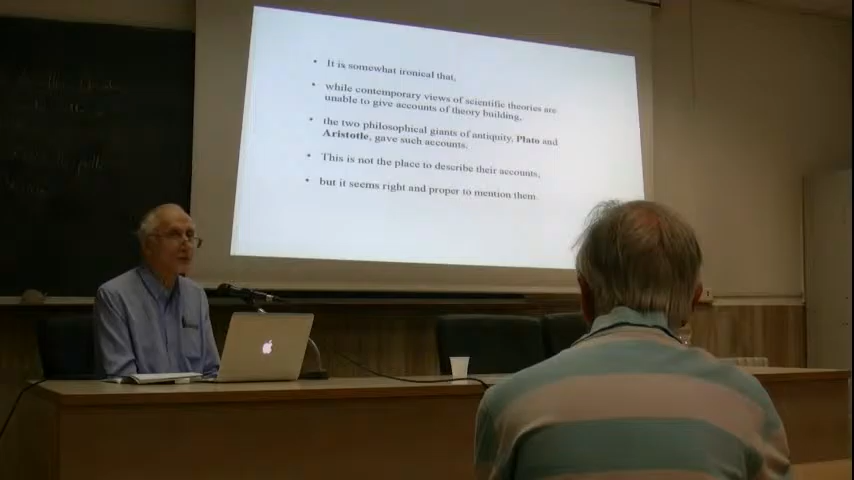 • It is somewhat ironical that,
• while contemporary views of scientific theories are
unable to give accounts of theory building,
• the two philosophical giants of antiquity, Plato and
Aristotle, gave such accounts.
• This is not the place to describe their accounts,
• but it seems right and proper to mention them.